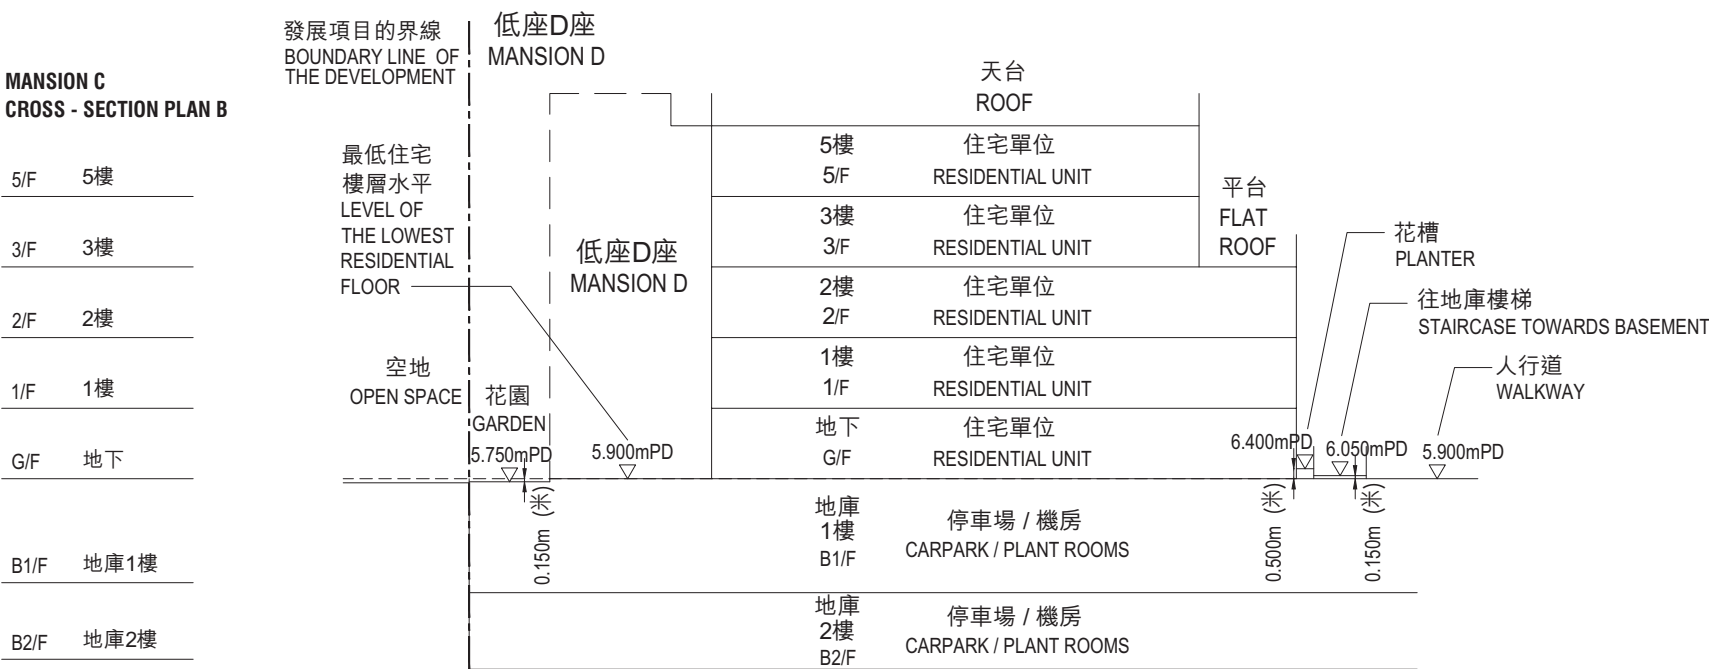 MANSION C
CROSS - SECTION PLAN B
5/F 5樓
3/F 3樓
2/F 2樓
1/F 1樓
G/F 地下
B1/F 地庫1樓
B2/F 地庫2樓
發展項目的界線
BOUNDARY LINE OF
THE DEVELOPMENT
低座D座
MANSION D
最低住宅
樓層水平
LEVEL OF
THE LOWEST
RESIDENTIAL
FLOOR
空地
OPEN SPACE
花園
GARDEN
5.750mPD
0.150m (米)
低座D座
MANSION D
5.900mPD
天台
ROOF
5樓 住宅單位
5/F RESIDENTIAL UNIT
3樓 住宅單位
3/F RESIDENTIAL UNIT
2樓 住宅單位
2/F RESIDENTIAL UNIT
1樓 住宅單位
1/F RESIDENTIAL UNIT
地下 住宅單位
G/F RESIDENTIAL UNIT
地庫
1樓
B1/F
停車場 / 機房
CARPARK / PLANT ROOMS
地庫
2樓
B2/F
停車場 / 機房
CARPARK / PLANT ROOMS
平台
FLAT
ROOF
花槽
PLANTER
往地庫樓梯
STAIRCASE TOWARDS BASEMENT
人行道
WALKWAY
6.400mPD
6.050mPD
5.900mPD
0.500m (米)
0.150m (米)